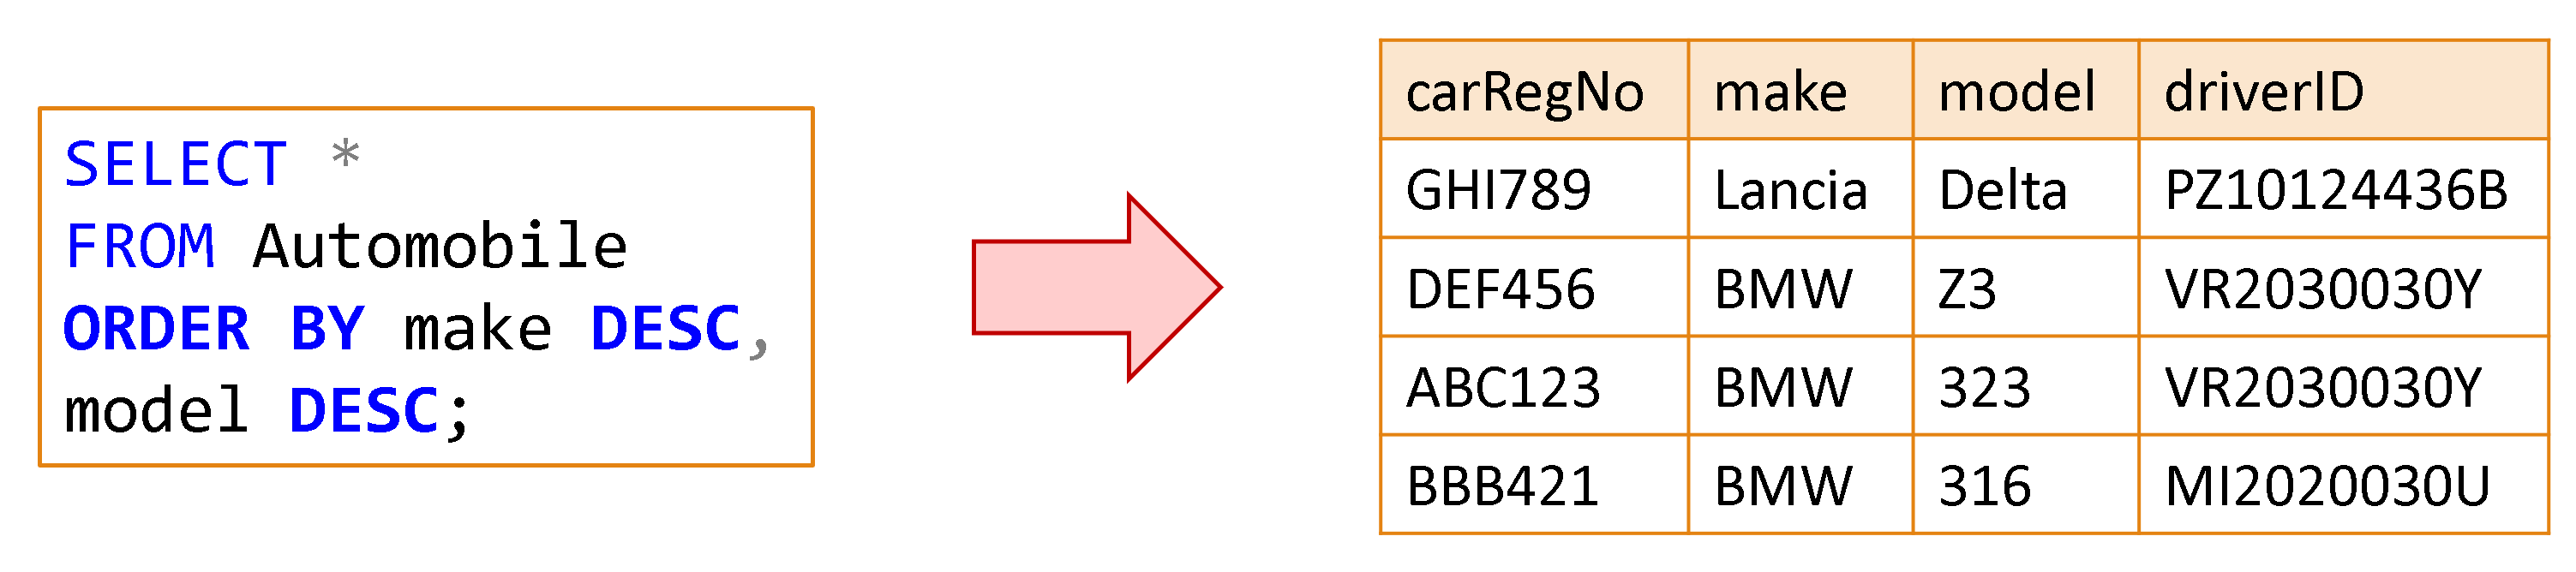 SELECT *
FROM Automobile
ORDER BY make DESC,
model DESC;
carRegNo make model driverID
GHI789 Lancia Delta PZ10124436B
DEF456 BMW Z3 VR2030030Y
ABC123 BMW 323 VR2030030Y
BBB421 BMW 316 MI2020030U